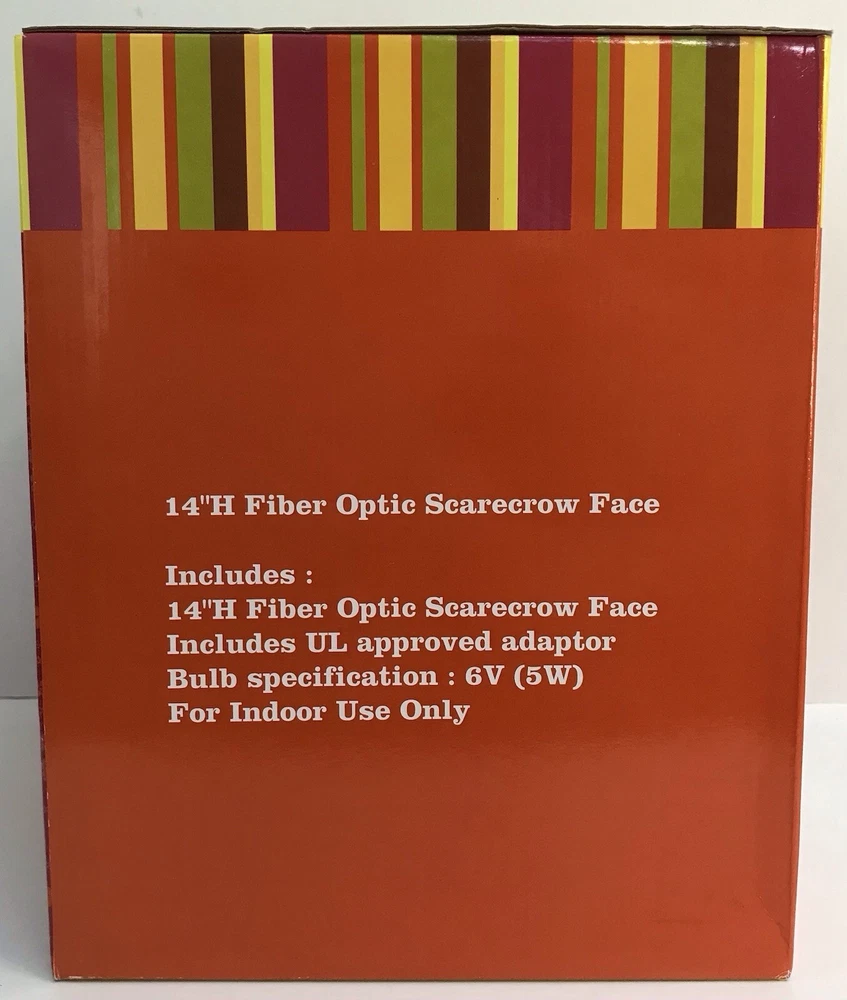 14"H Fiber Optic Scarecrow Face
Includes :
14"H Fiber Optic Scarecrow Face
Includes UL approved adaptor
Bulb specification : 6V (5W)
For Indoor Use Only